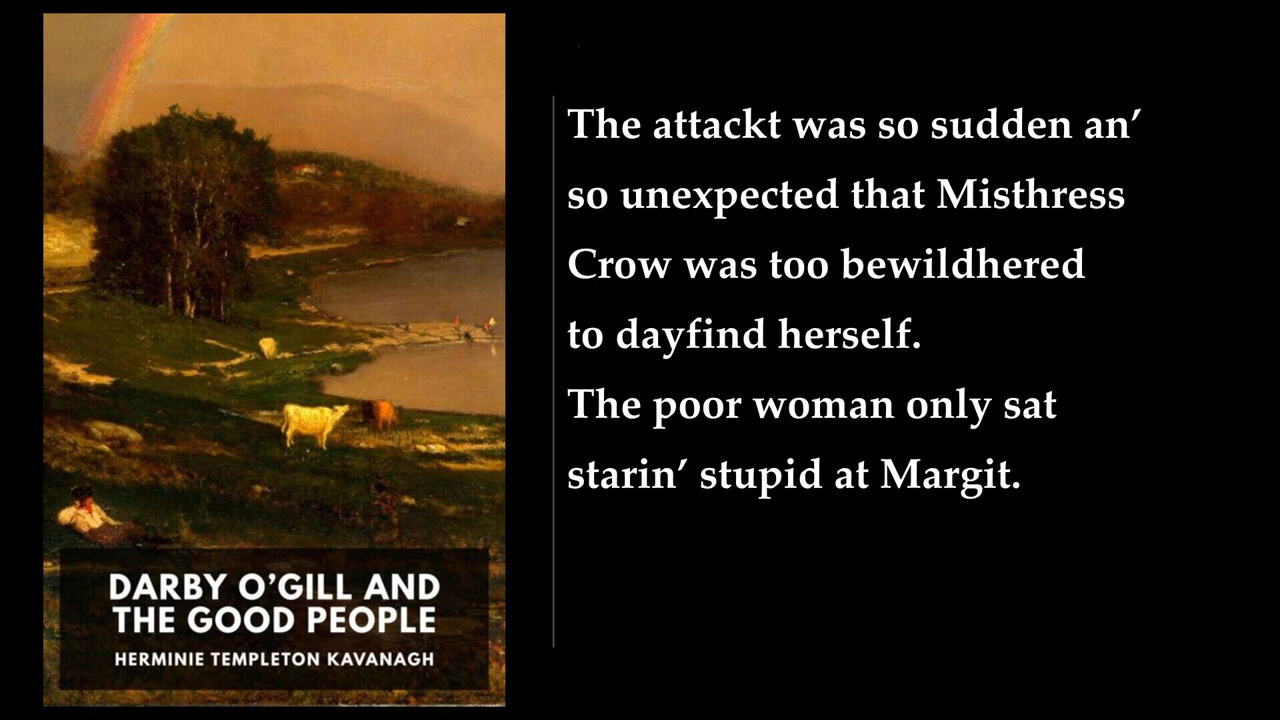 The attackt was so sudden an’
so unexpected that Misthress
Crow was too bewildhered
to dayfind herself.
The poor woman only sat
starin’ stupid at Margit.
DARBY O’GILL AND
THE GOOD PEOPLE
HERMINIE TEMPLETON KAVANAGH